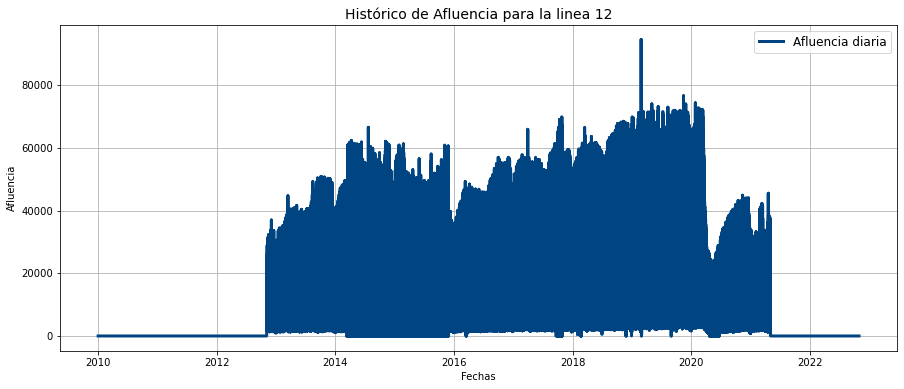 Histórico de Afluencia para la linea 12
Afluencia diaria
80000
60000
40000
20000
0
Afluencia
2010 2012 2014 2016 2018 2020 2022
Fechas